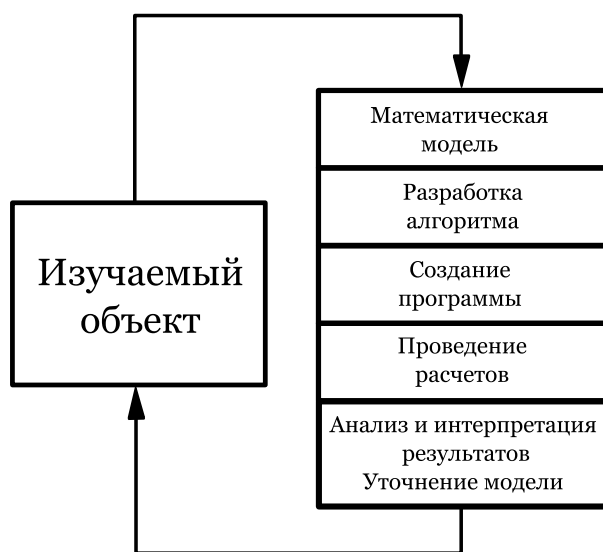 Математическая
модель
Разработка
алгоритма
Изучаемый
объект
Создание
программы
Проведение
расчетов
Анализ и интерпретация
результатов
Уточнение модели